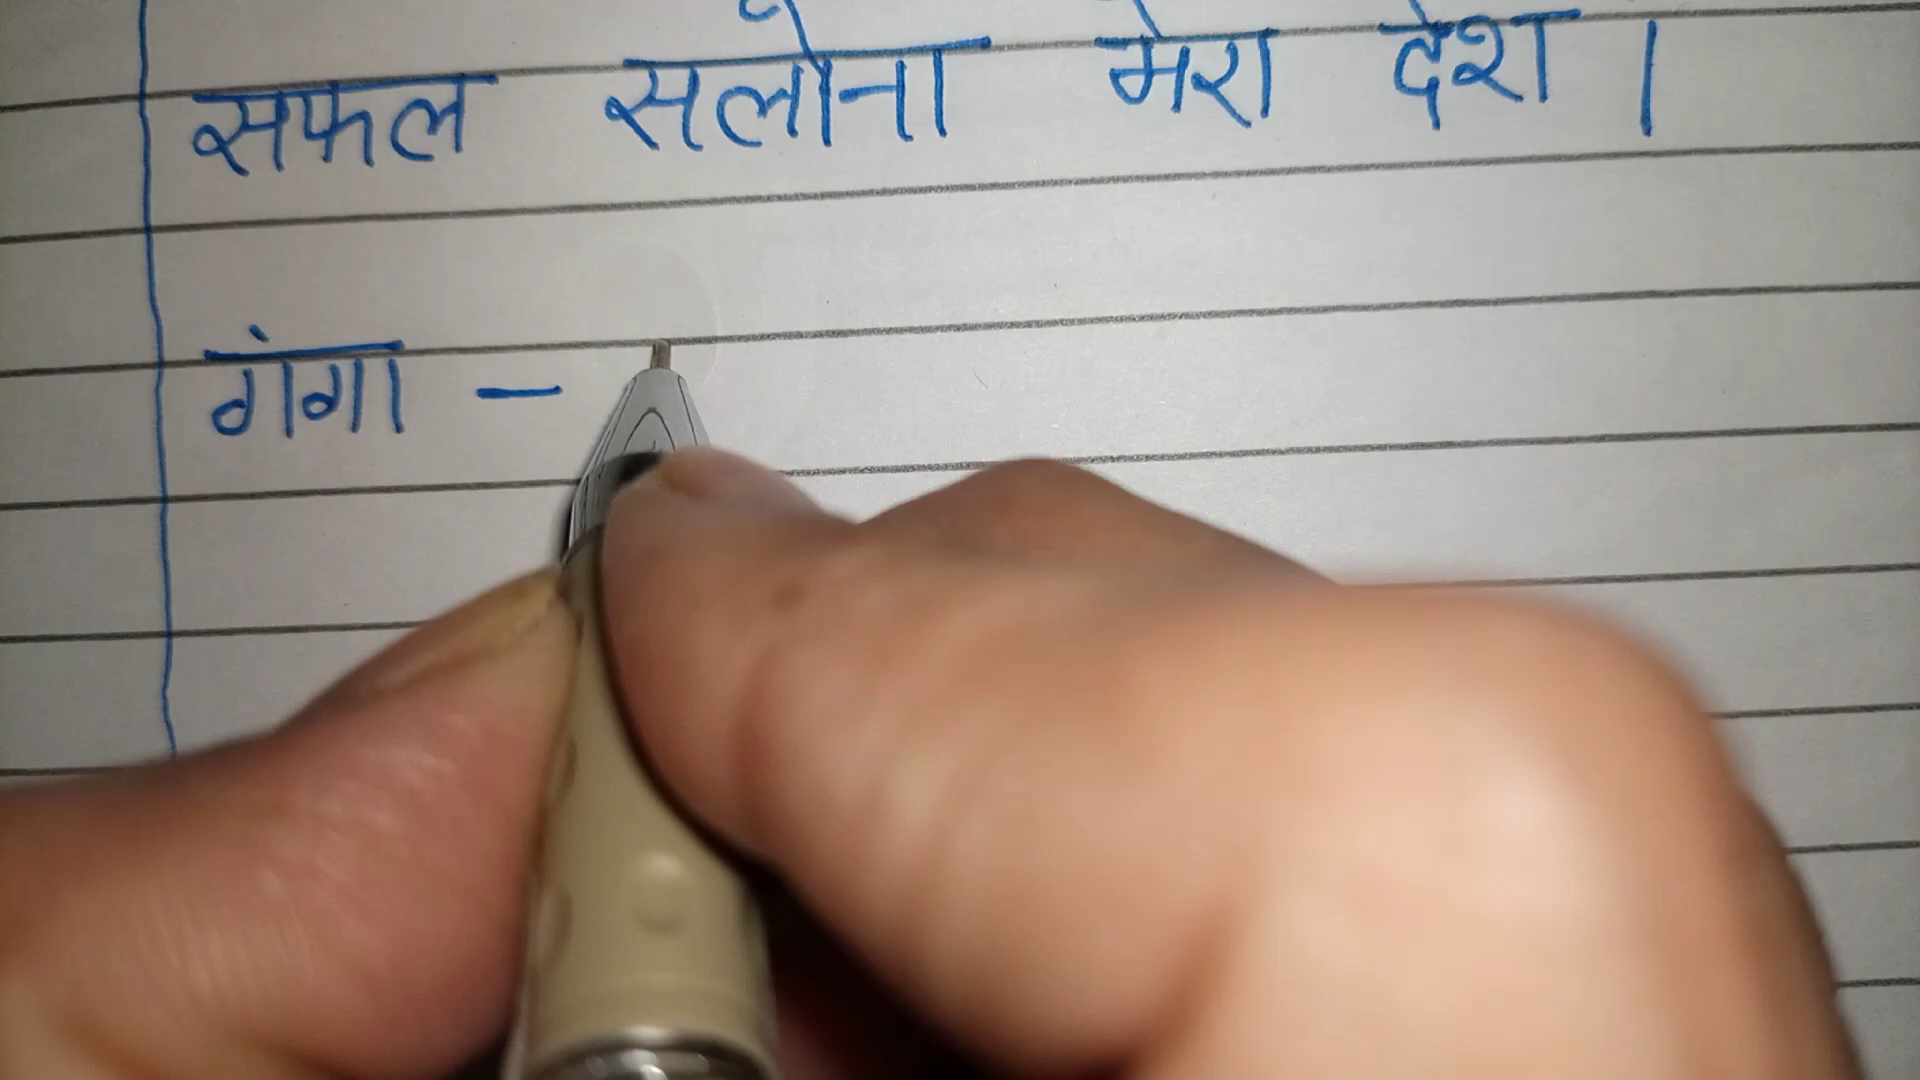 सफल सलोना मेरा देश ।
गंगा –